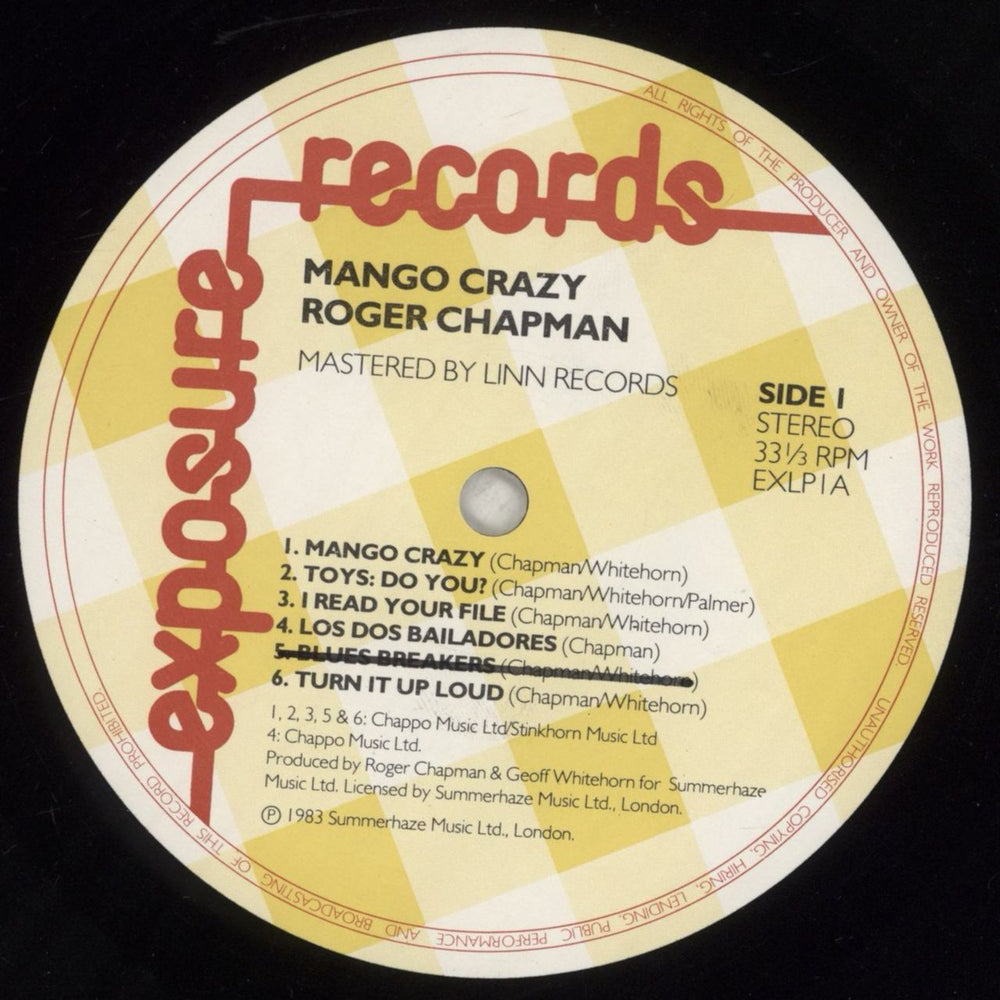 exposure
records
MANGO CRAZY
ROGER CHAPMAN
MASTERED BY LINN RECORDS
SIDE 1
STEREO
33⅓ RPM
EXLP1A
1. MANGO CRAZY (Chapman/Whitehorn)
2. TOYS: DO YOU? (Chapman/Whitehorn/Palmer)
3. I READ YOUR FILE (Chapman/Whitehorn)
4. LOS DOS BAILADORES (Chapman)
5. BLUES BREAKERS (Chapman/Whitehorn)
6. TURN IT UP LOUD (Chapman/Whitehorn)
1, 2, 3, 5 & 6: Chappo Music Ltd/Stinkhorn Music Ltd
4: Chappo Music Ltd.
Produced by Roger Chapman & Geoff Whitehorn for Summerhaze
Music Ltd. Licensed by Summerhaze Music Ltd., London.
℗ 1983 Summerhaze Music Ltd., London.
ALL RIGHTS OF THE PRODUCER AND OWNER OF THE WORK REPRODUCED RESERVED. UNAUTHORISED COPYING, HIRING, LENDING, PUBLIC PERFORMANCE AND BROADCASTING OF THIS RECORD PROHIBITED